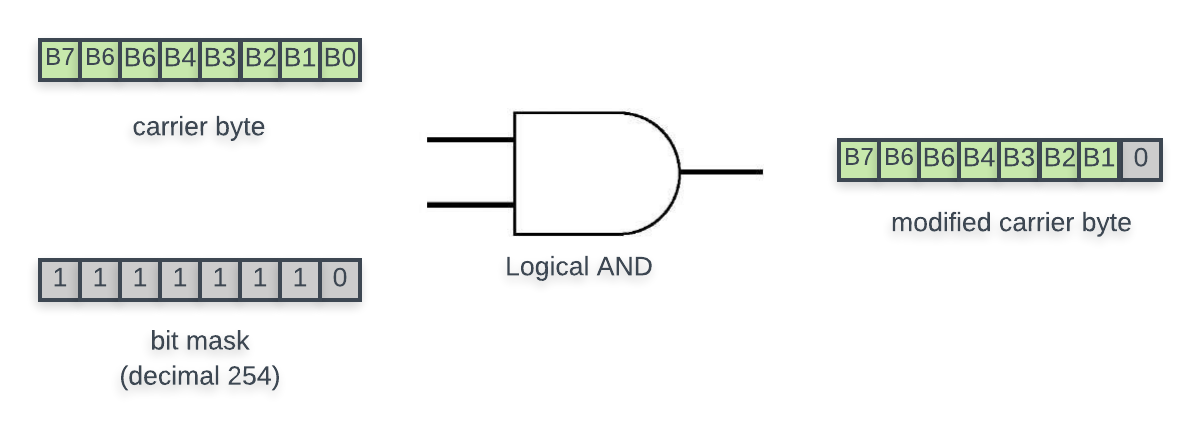 B7 B6 B6 B4 B3 B2 B1 B0
carrier byte
1 1 1 1 1 1 1 0
bit mask
(decimal 254)
Logical AND
B7 B6 B6 B4 B3 B2 B1 0
modified carrier byte